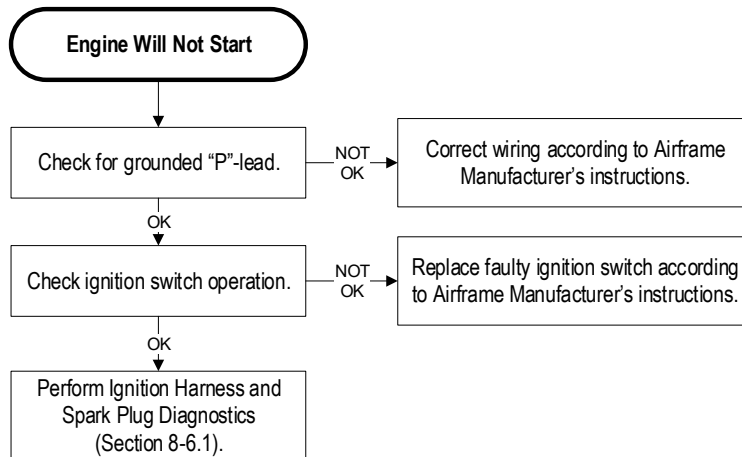 Engine Will Not Start
Check for grounded “P”-lead.
NOT
OK
Correct wiring according to Airframe
Manufacturer’s instructions.
OK
Check ignition switch operation.
NOT
OK
Replace faulty ignition switch according
to Airframe Manufacturer’s instructions.
OK
Perform Ignition Harness and
Spark Plug Diagnostics
(Section 8-6.1).